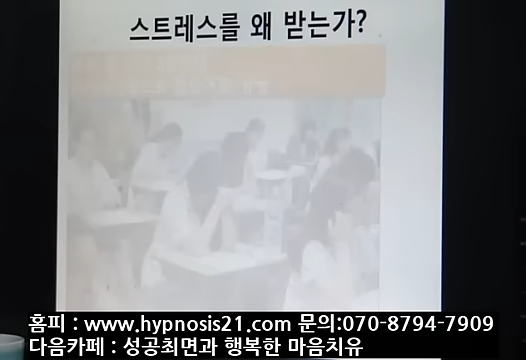 스트레스를 왜 받는가?
홈피 : www.hypnosis21.com 문의:070-8794-7909
다음카페 : 성공최면과 행복한 마음치유